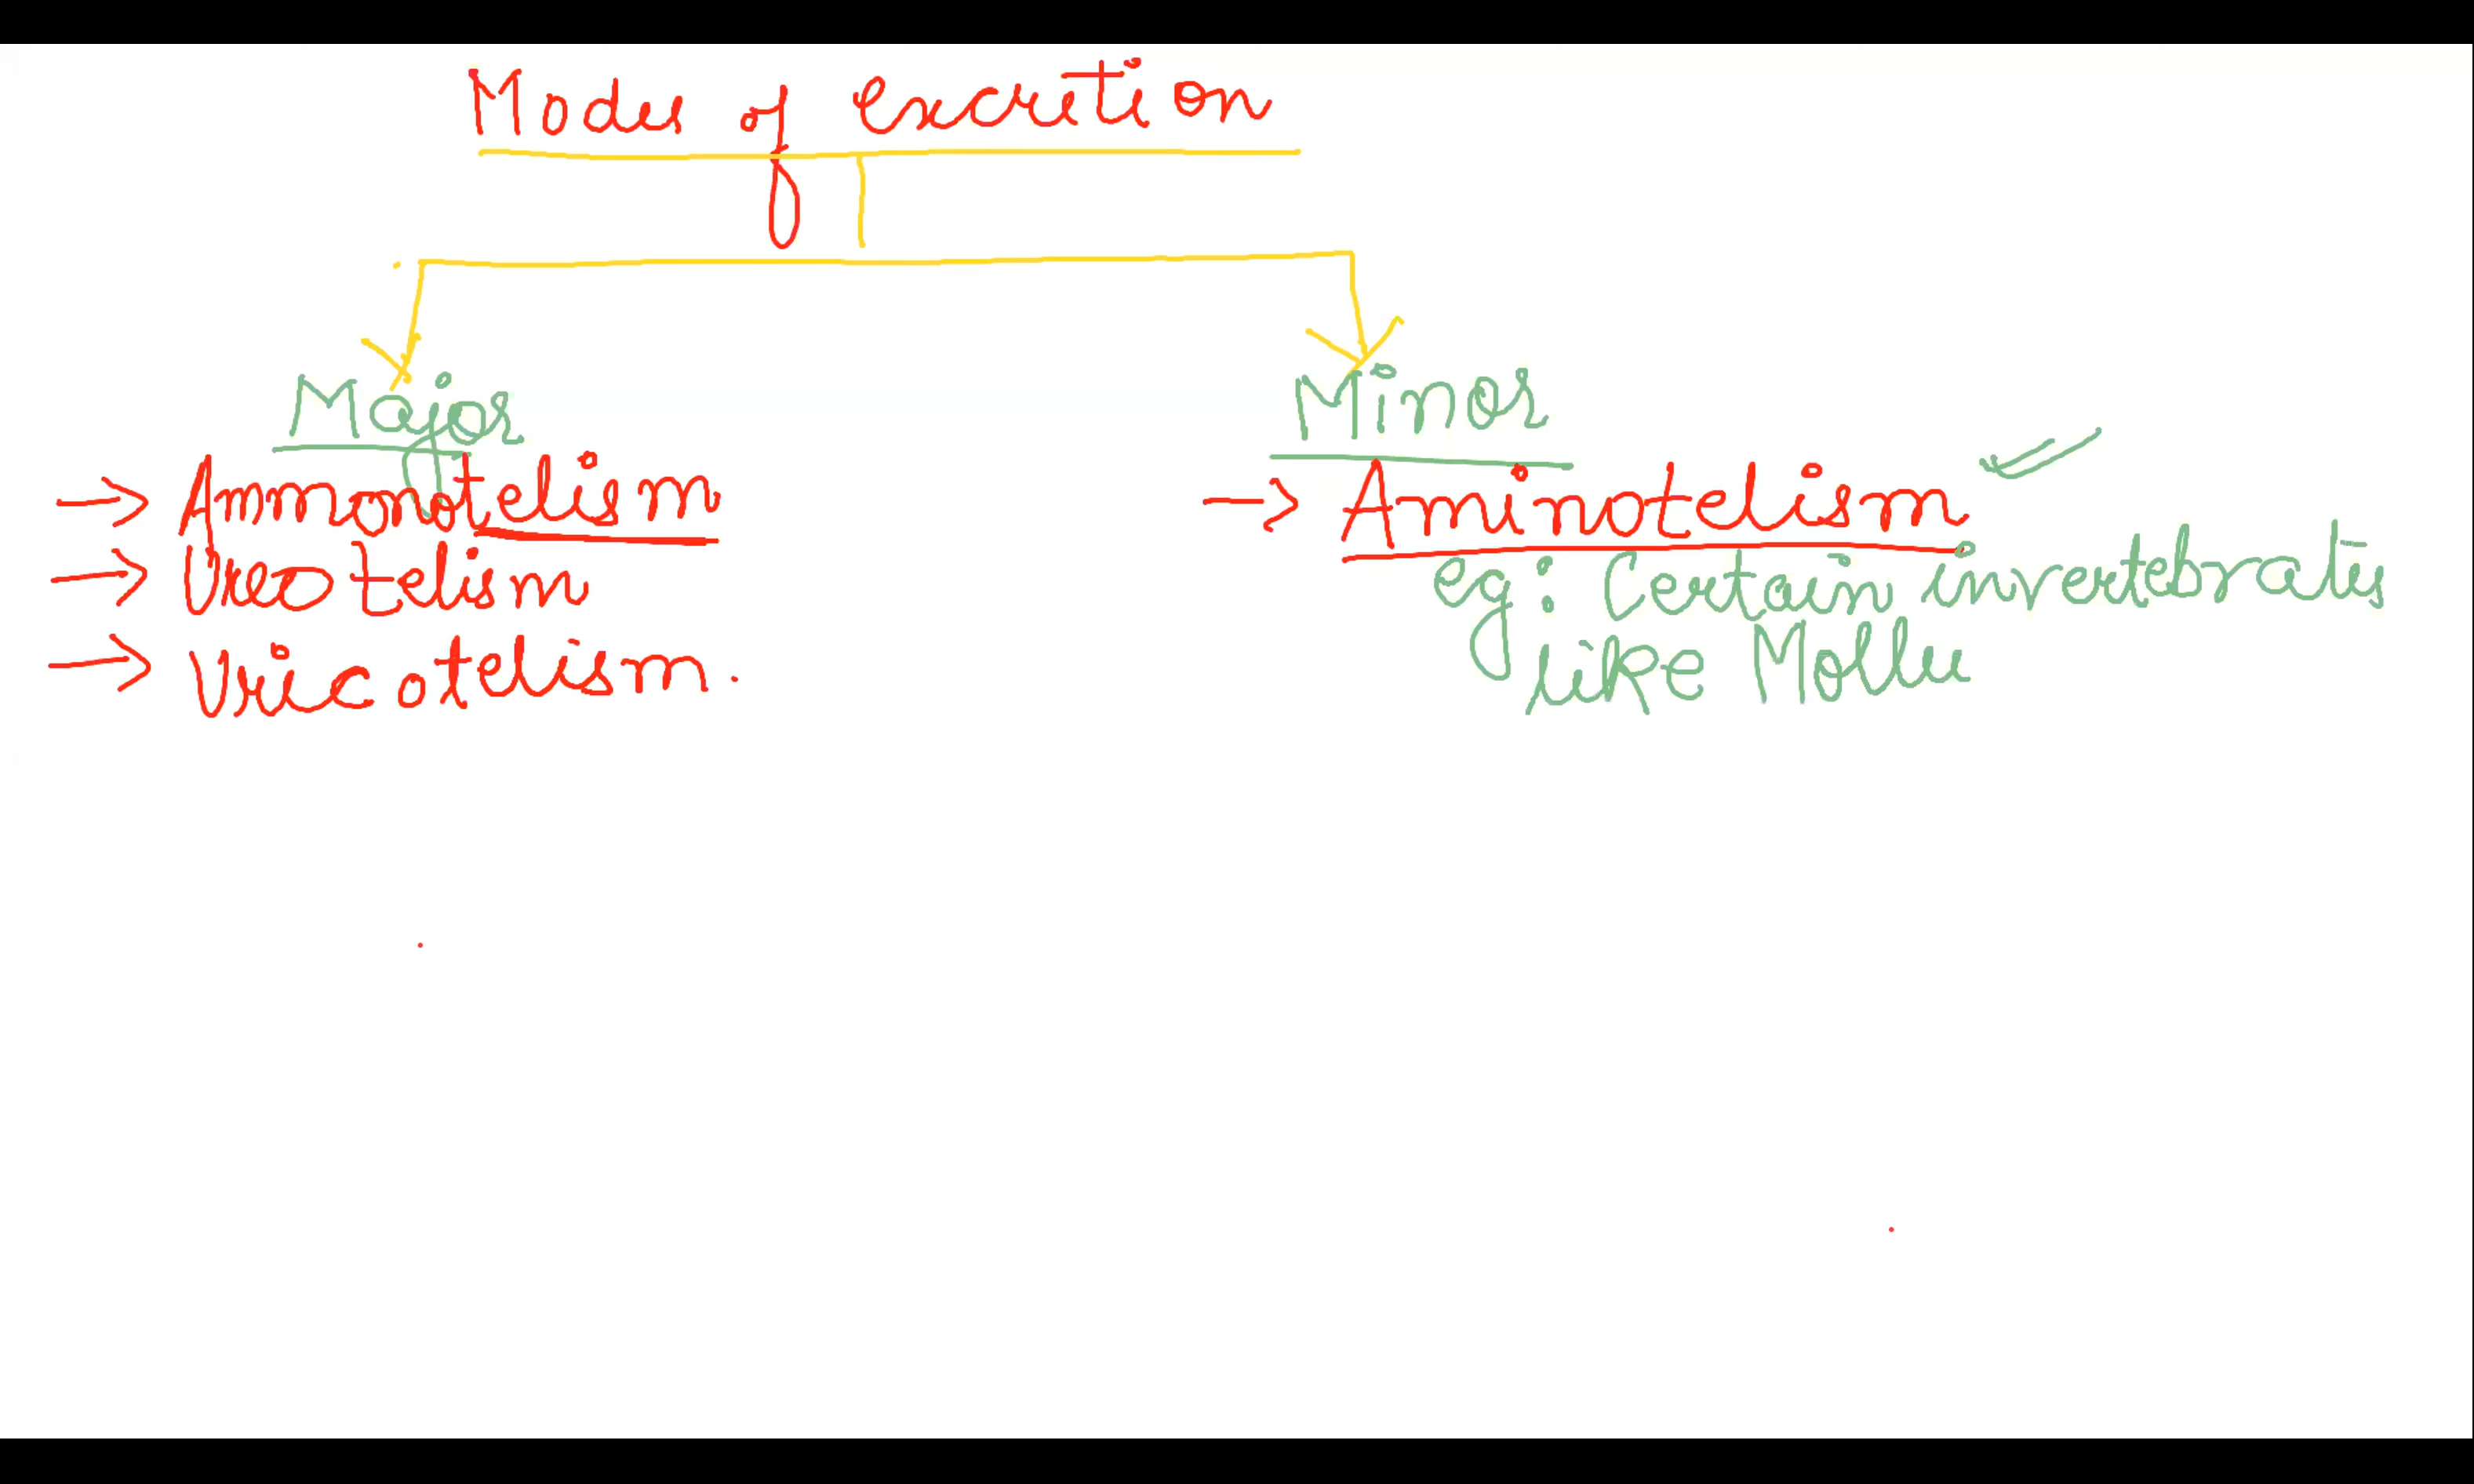 Modes of excretion
Major
Minor
→ Ammonotelism
→ Ureotelism
→ Uricotelism.
→ Aminotelism
eg: Certain invertebrates
like Mollu